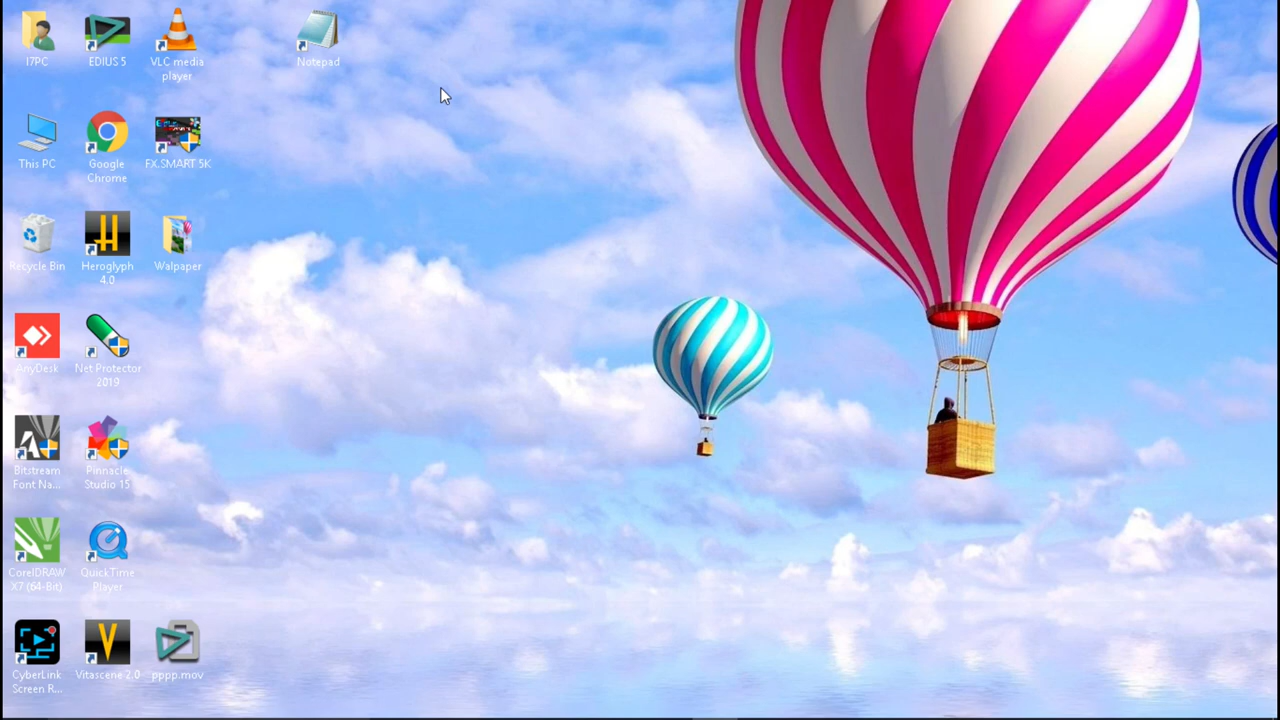 I7PC
EDIUS 5
VLC media
player
Notepad
This PC
Google
Chrome
FX.SMART 5K
Recycle Bin
Heroglyph
4.0
Walpaper
AnyDesk
Net Protector
2019
Bitstream
Font Na...
Pinnacle
Studio 15
CorelDRAW
X7 (64-Bit)
QuickTime
Player
CyberLink
Screen R...
Vitascene 2.0
pppp.mov